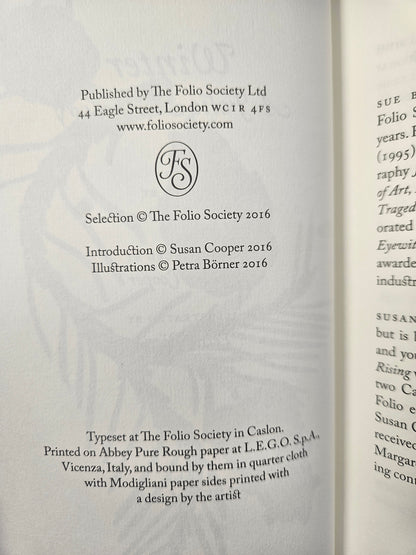 Published by The Folio Society Ltd
44 Eagle Street, London WC1R 4FS
www.foliosociety.com
FS
Selection © The Folio Society 2016
Introduction © Susan Cooper 2016
Illustrations © Petra Börner 2016
Typeset at The Folio Society in Caslon.
Printed on Abbey Pure Rough paper at L.E.G.O. S.p.A.,
Vicenza, Italy, and bound by them in quarter cloth
with Modigliani paper sides printed with
a design by the artist
SUE
Folio
years.
(1995)
raphy
of Art,
Traged
orated
Eyewit
awarde
industr
SUSAN
but is
and you
Rising
two Ca
Folio e
Susan
received
Margar
ing con